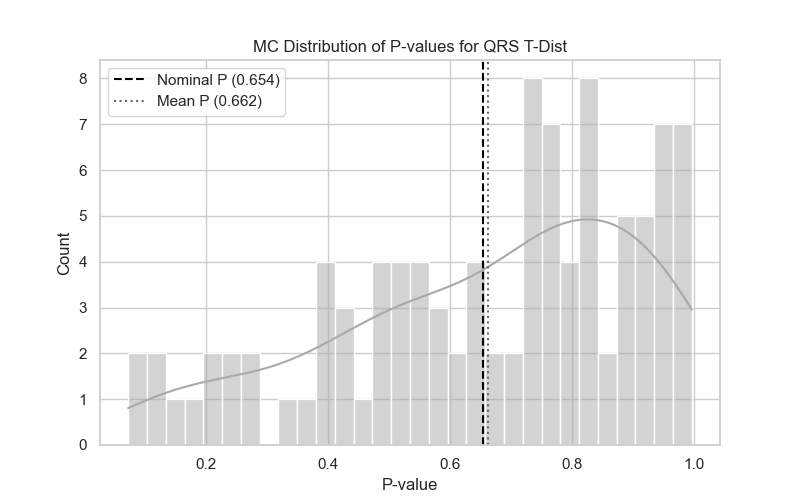 MC Distribution of P-values for QRS T-Dist
Nominal P (0.654)
Mean P (0.662)
Count
8
7
6
5
4
3
2
1
0
0.2 0.4 0.6 0.8 1.0
P-value